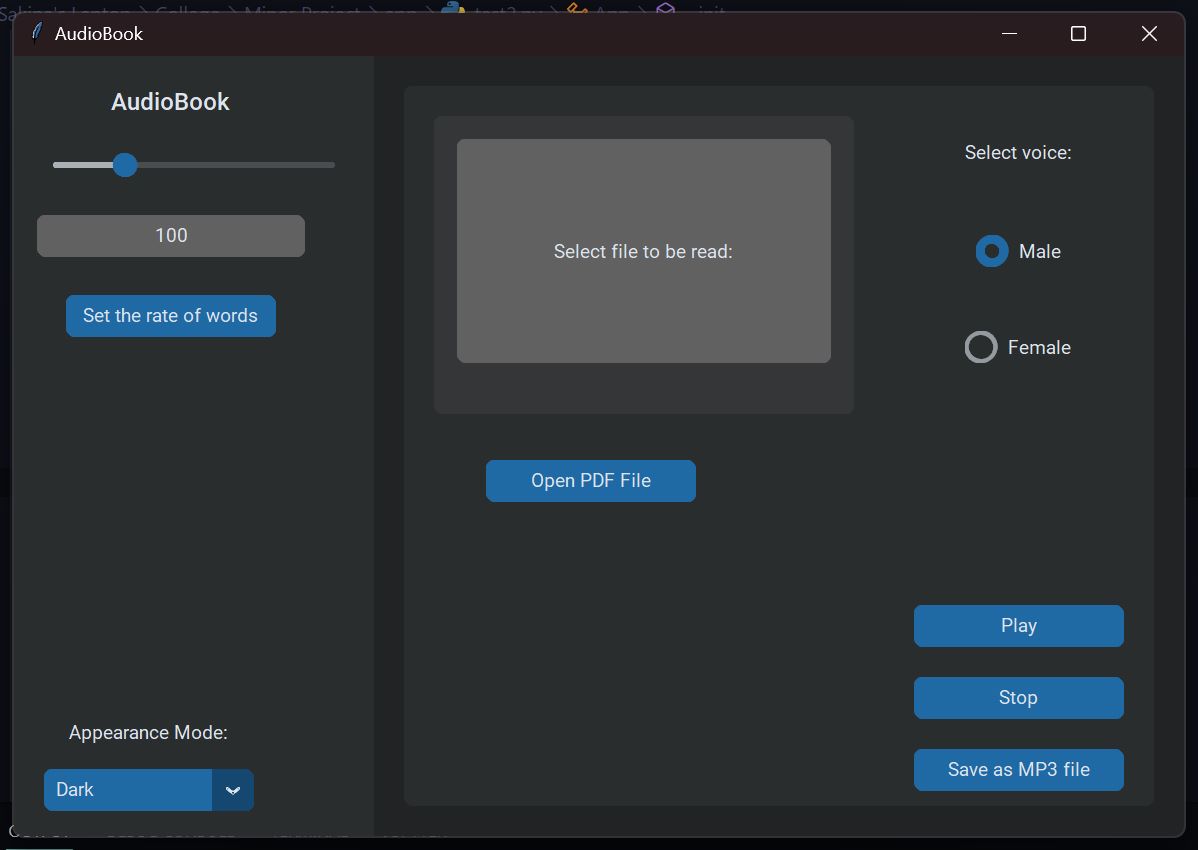 AudioBook
AudioBook
100
Set the rate of words
Appearance Mode:
Dark
Select file to be read:
Open PDF File
Select voice:
Male
Female
Play
Stop
Save as MP3 file